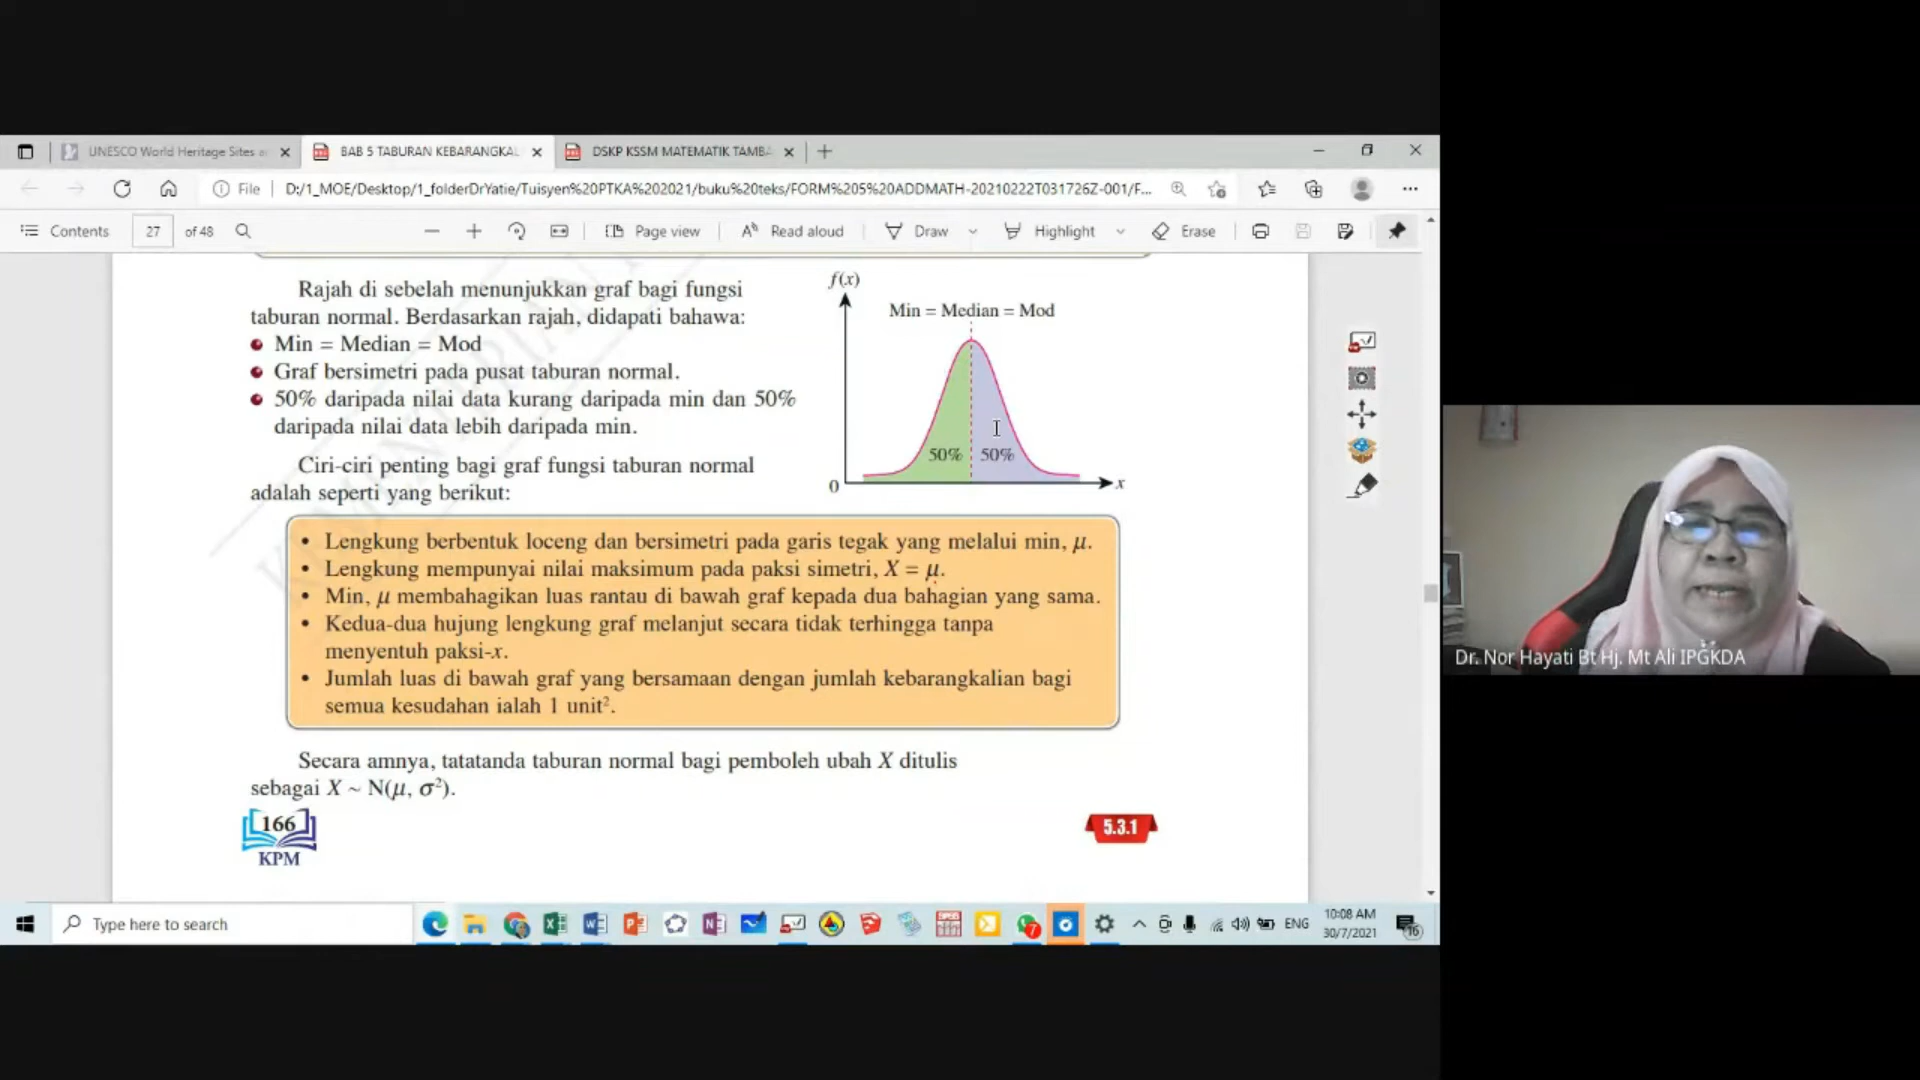 UNESCO World Heritage Sites a
BAB 5 TABURAN KEBARANGKAL
DSKP KSSM MATEMATIK TAMBA
File
D:/1_MOE/Desktop/1_folderDrYatie/Tuisyen%20PTKA%202021/buku%20teks/FORM%205%20ADDMATH-20210222T031726Z-001/F...
Contents 27 of 48
Page view
Read aloud
Draw
Highlight
Erase
Rajah di sebelah menunjukkan graf bagi fungsi
taburan normal. Berdasarkan rajah, didapati bahawa:
• Min = Median = Mod
• Graf bersimetri pada pusat taburan normal.
• 50% daripada nilai data kurang daripada min dan 50%
daripada nilai data lebih daripada min.
Ciri-ciri penting bagi graf fungsi taburan normal
adalah seperti yang berikut:
f(x)
Min = Median = Mod
50% 50%
0
x
• Lengkung berbentuk loceng dan bersimetri pada garis tegak yang melalui min, μ.
• Lengkung mempunyai nilai maksimum pada paksi simetri, X = μ.
• Min, μ membahagikan luas rantau di bawah graf kepada dua bahagian yang sama.
• Kedua-dua hujung lengkung graf melanjut secara tidak terhingga tanpa
menyentuh paksi-x.
• Jumlah luas di bawah graf yang bersamaan dengan jumlah kebarangkalian bagi
semua kesudahan ialah 1 unit².
Secara amnya, tatatanda taburan normal bagi pemboleh ubah X ditulis
sebagai X ~ N(μ, σ²).
166
KPM
5.3.1
Dr. Nor Hayati Bt Hj. Mt Ali IPGKDA
Type here to search
7
ENG
10:08 AM
30/7/2021
16